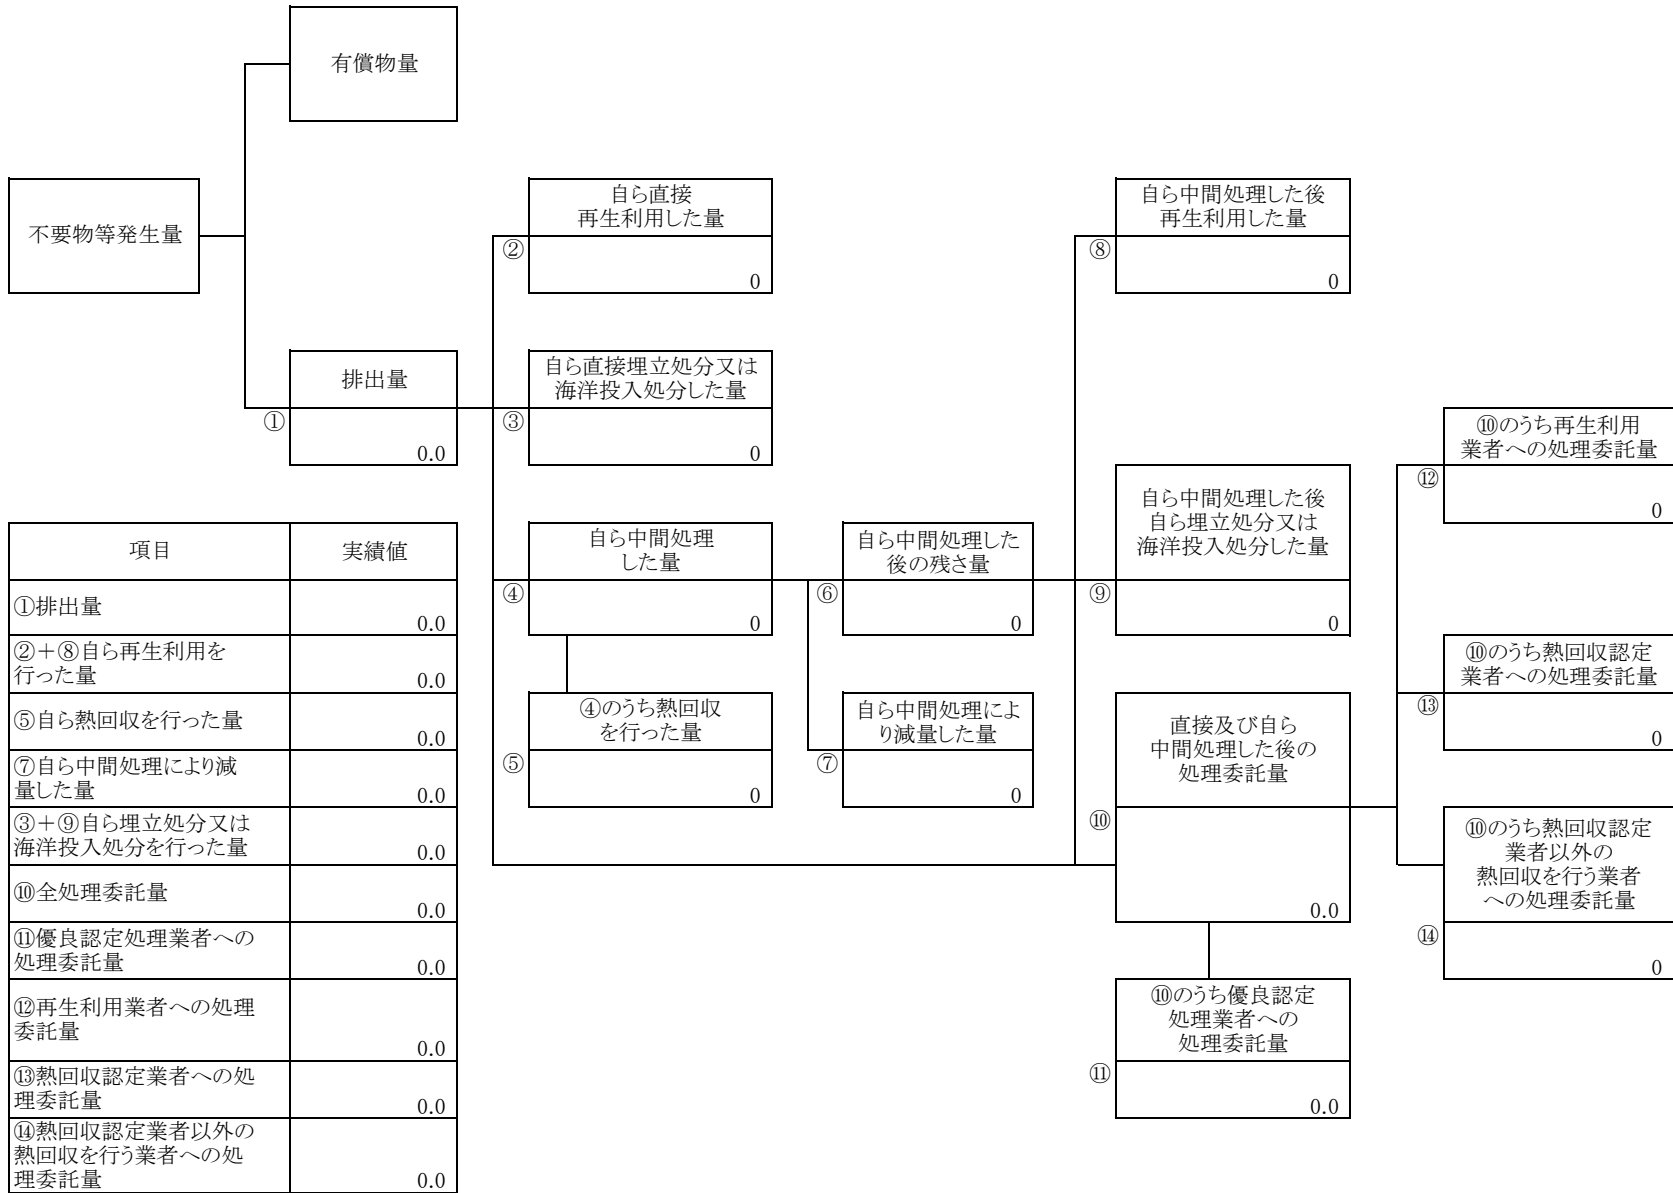 有償物量
不要物等発生量
自ら直接
再生利用した量
②
0
自ら中間処理した後
再生利用した量
⑧
0
排出量
①
0.0
自ら直接埋立処分又は
海洋投入処分した量
③
0
⑩のうち再生利用
業者への処理委託量
⑫
0
自ら中間処理
した量
④
0
自ら中間処理した
後の残さ量
⑥
0
自ら中間処理した後
自ら埋立処分又は
海洋投入処分した量
⑨
0
⑩のうち熱回収認定
業者への処理委託量
⑬
0
④のうち熱回収
を行った量
⑤
0
自ら中間処理によ
り減量した量
⑦
0
直接及び自ら
中間処理した後の
処理委託量
⑩
0.0
⑩のうち熱回収認定
業者以外の
熱回収を行う業者
への処理委託量
⑭
0
⑩のうち優良認定
処理業者への
処理委託量
⑪
0.0
項目 実績値
①排出量
0.0
②+⑧自ら再生利用を
行った量
0.0
⑤自ら熱回収を行った量
0.0
⑦自ら中間処理により減
量した量
0.0
③+⑨自ら埋立処分又は
海洋投入処分を行った量
0.0
⑩全処理委託量
0.0
⑪優良認定処理業者への
処理委託量
0.0
⑫再生利用業者への処理
委託量
0.0
⑬熱回収認定業者への処
理委託量
0.0
⑭熱回収認定業者以外の
熱回収を行う業者への処
理委託量
0.0